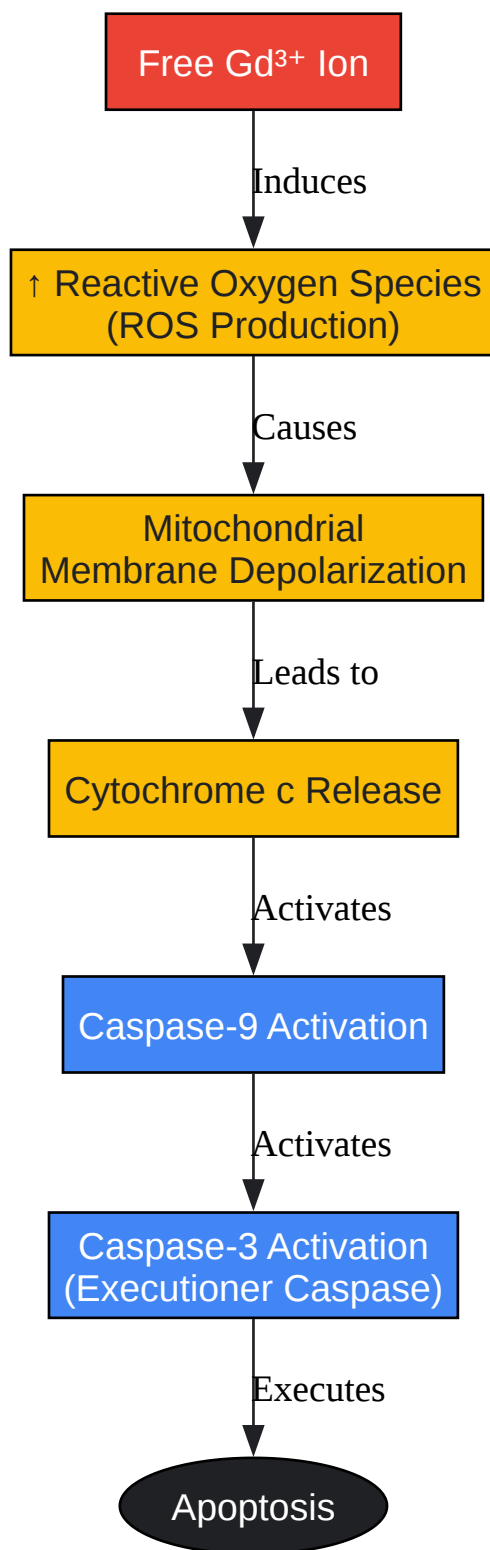 Free Gd³⁺ Ion
Induces
↑ Reactive Oxygen Species
(ROS Production)
Causes
Mitochondrial
Membrane Depolarization
Leads to
Cytochrome c Release
Activates
Caspase-9 Activation
Activates
Caspase-3 Activation
(Executioner Caspase)
Executes
Apoptosis